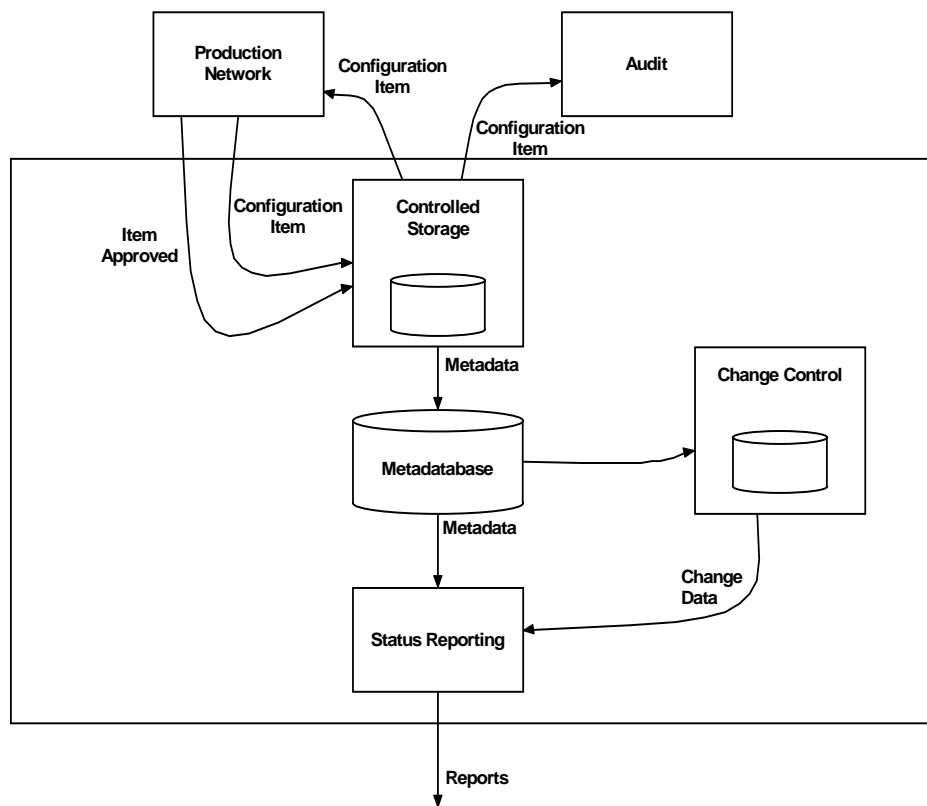 Production
Network
Configuration
Item
Audit
Configuration
Item
Configuration
Item
Item
Approved
Controlled
Storage
Metadata
Change Control
Metadatabase
Metadata
Change
Data
Status Reporting
Reports